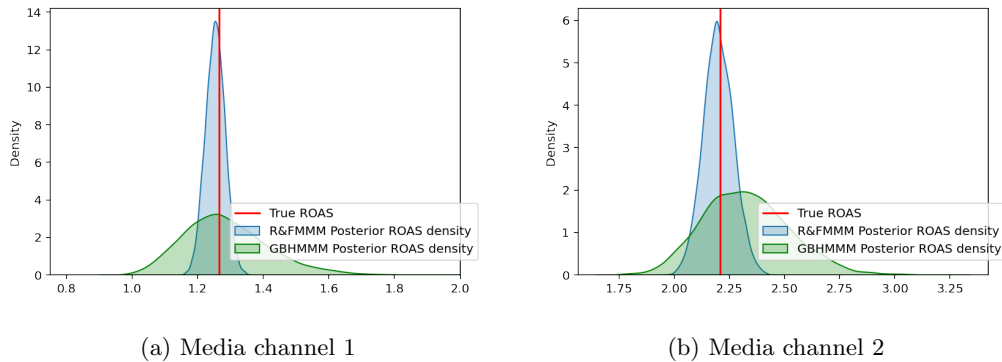 14
12
10
8
6
4
2
0
Density
0.8 1.0 1.2 1.4 1.6 1.8 2.0
True ROAS
R&FMMM Posterior ROAS density
GBHMMM Posterior ROAS density
(a) Media channel 1
6
5
4
3
2
1
0
Density
1.75 2.00 2.25 2.50 2.75 3.00 3.25
True ROAS
R&FMMM Posterior ROAS density
GBHMMM Posterior ROAS density
(b) Media channel 2